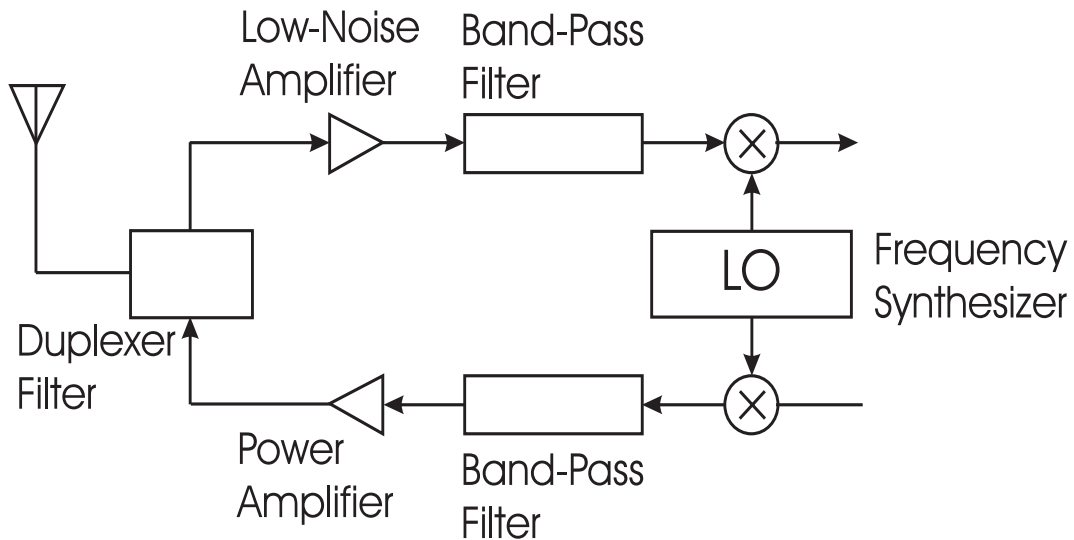 Low-Noise
Amplifier
Band-Pass
Filter
LO
Frequency
Synthesizer
Duplexer
Filter
Power
Amplifier
Band-Pass
Filter